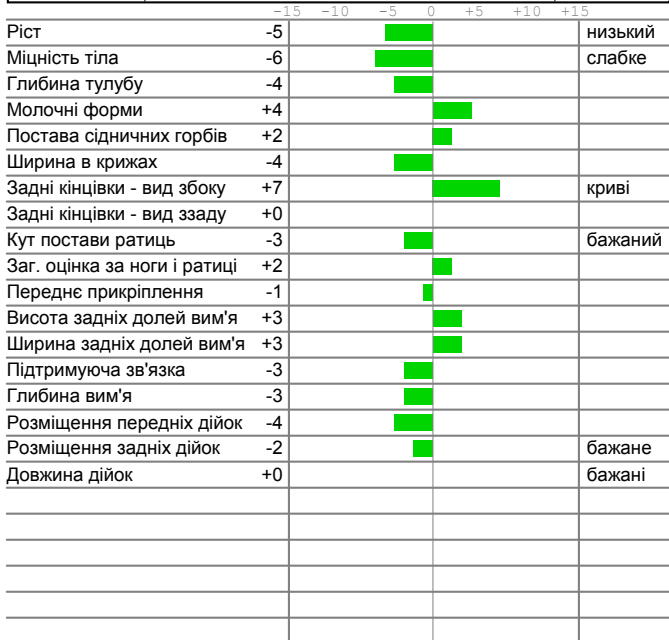 -15 -10 -5 0 +5 +10 +15
Ріст -5 низький
Міцність тіла -6 слабке
Глибина тулубу -4
Молочні форми +4
Постава сідничних горбів +2
Ширина в крижах -4
Задні кінцівки - вид збоку +7 криві
Задні кінцівки - вид ззаду +0
Кут постави ратиць -3 бажаний
Заг. оцінка за ноги і ратиці +2
Переднє прикріплення -1
Висота задніх долей вим'я +3
Ширина задніх долей вим'я +3
Підтримуюча зв'язка -3
Глибина вим'я -3
Розміщення передніх дійок -4
Розміщення задніх дійок -2 бажане
Довжина дійок +0 бажані